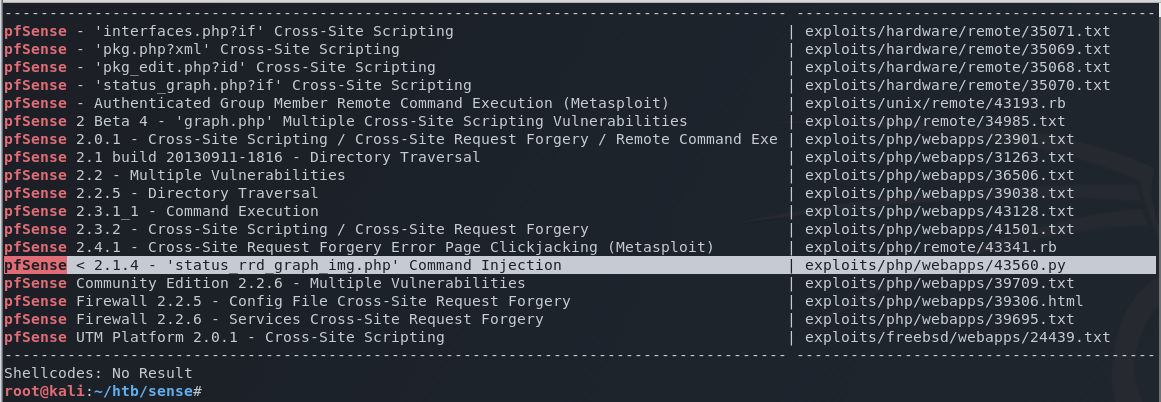 --------------------------------------------------------------------------------------- ----------------------------------------
pfSense - 'interfaces.php?if' Cross-Site Scripting | exploits/hardware/remote/35071.txt
pfSense - 'pkg.php?xml' Cross-Site Scripting | exploits/hardware/remote/35069.txt
pfSense - 'pkg_edit.php?id' Cross-Site Scripting | exploits/hardware/remote/35068.txt
pfSense - 'status_graph.php?if' Cross-Site Scripting | exploits/hardware/remote/35070.txt
pfSense - Authenticated Group Member Remote Command Execution (Metasploit) | exploits/unix/remote/43193.rb
pfSense 2 Beta 4 - 'graph.php' Multiple Cross-Site Scripting Vulnerabilities | exploits/php/remote/34985.txt
pfSense 2.0.1 - Cross-Site Scripting / Cross-Site Request Forgery / Remote Command Exe | exploits/php/webapps/23901.txt
pfSense 2.1 build 20130911-1816 - Directory Traversal | exploits/php/webapps/31263.txt
pfSense 2.2 - Multiple Vulnerabilities | exploits/php/webapps/36506.txt
pfSense 2.2.5 - Directory Traversal | exploits/php/webapps/39038.txt
pfSense 2.3.1_1 - Command Execution | exploits/php/webapps/43128.txt
pfSense 2.3.2 - Cross-Site Scripting / Cross-Site Request Forgery | exploits/php/webapps/41501.txt
pfSense 2.4.1 - Cross-Site Request Forgery Error Page Clickjacking (Metasploit) | exploits/php/remote/43341.rb
pfSense < 2.1.4 - 'status_rrd_graph_img.php' Command Injection | exploits/php/webapps/43560.py
pfSense Community Edition 2.2.6 - Multiple Vulnerabilities | exploits/php/webapps/39709.txt
pfSense Firewall 2.2.5 - Config File Cross-Site Request Forgery | exploits/php/webapps/39306.html
pfSense Firewall 2.2.6 - Services Cross-Site Request Forgery | exploits/php/webapps/39695.txt
pfSense UTM Platform 2.0.1 - Cross-Site Scripting | exploits/freebsd/webapps/24439.txt
--------------------------------------------------------------------------------------- ----------------------------------------
Shellcodes: No Result
root@kali:~/htb/sense#